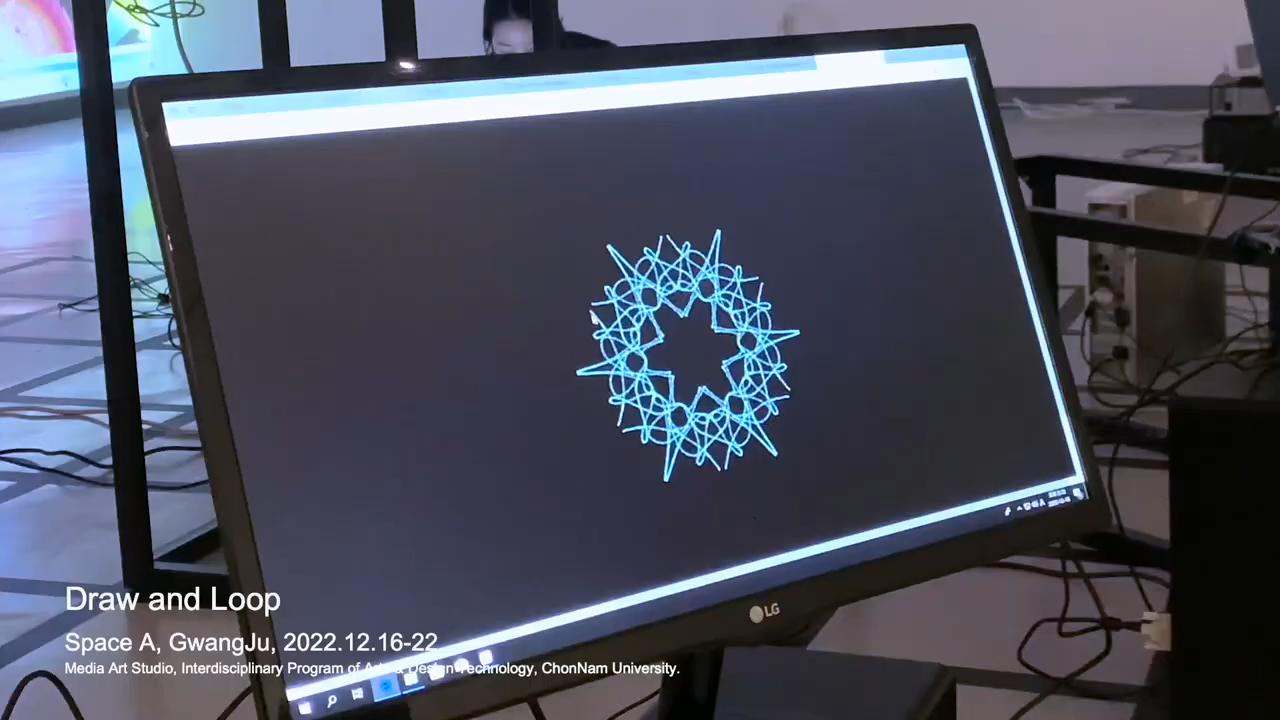 LG
Draw and Loop
Space A, GwangJu, 2022.12.16-22
Media Art Studio, Interdisciplinary Program of Arts & Design Technology, ChonNam University.